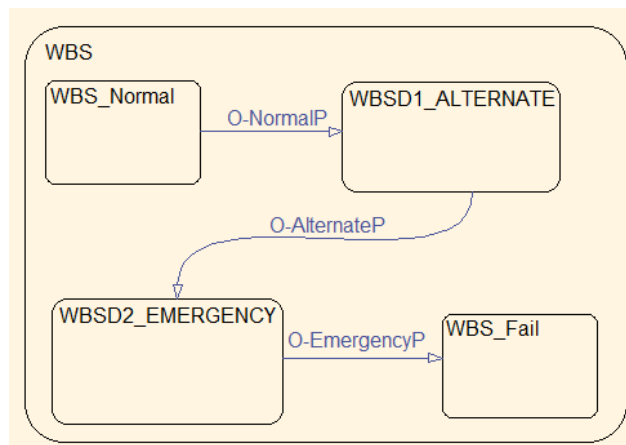 WBS
WBS_Normal
O-NormalP
WBSD1_ALTERNATE
O-AlternateP
WBSD2_EMERGENCY
O-EmergencyP
WBS_Fail